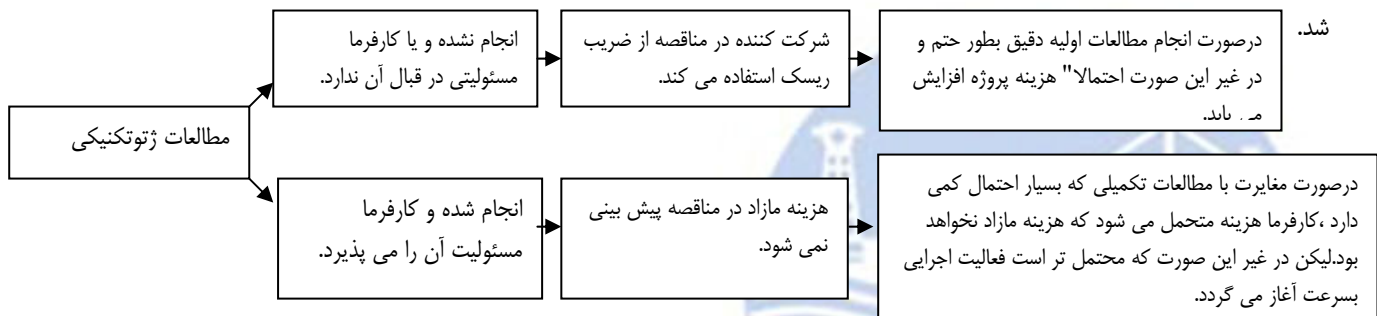 شد.
مطالعات ژئوتکنیکی
انجام نشده و یا کارفرما
مسئولیتی در قبال آن ندارد.
شرکت کننده در مناقصه از ضریب
ریسک استفاده می کند.
درصورت انجام مطالعات اولیه دقیق بطور حتم و
در غیر این صورت احتمالا" هزینه پروژه افزایش
می یابد.
انجام شده و کارفرما
مسئولیت آن را می پذیرد.
هزینه مازاد در مناقصه پیش بینی
نمی شود.
درصورت مغایرت با مطالعات تکمیلی که بسیار احتمال کمی
دارد ،کارفرما هزینه متحمل می شود که هزینه مازاد نخواهد
بود.لیکن در غیر این صورت که محتمل تر است فعالیت اجرایی
بسرعت آغاز می گردد.